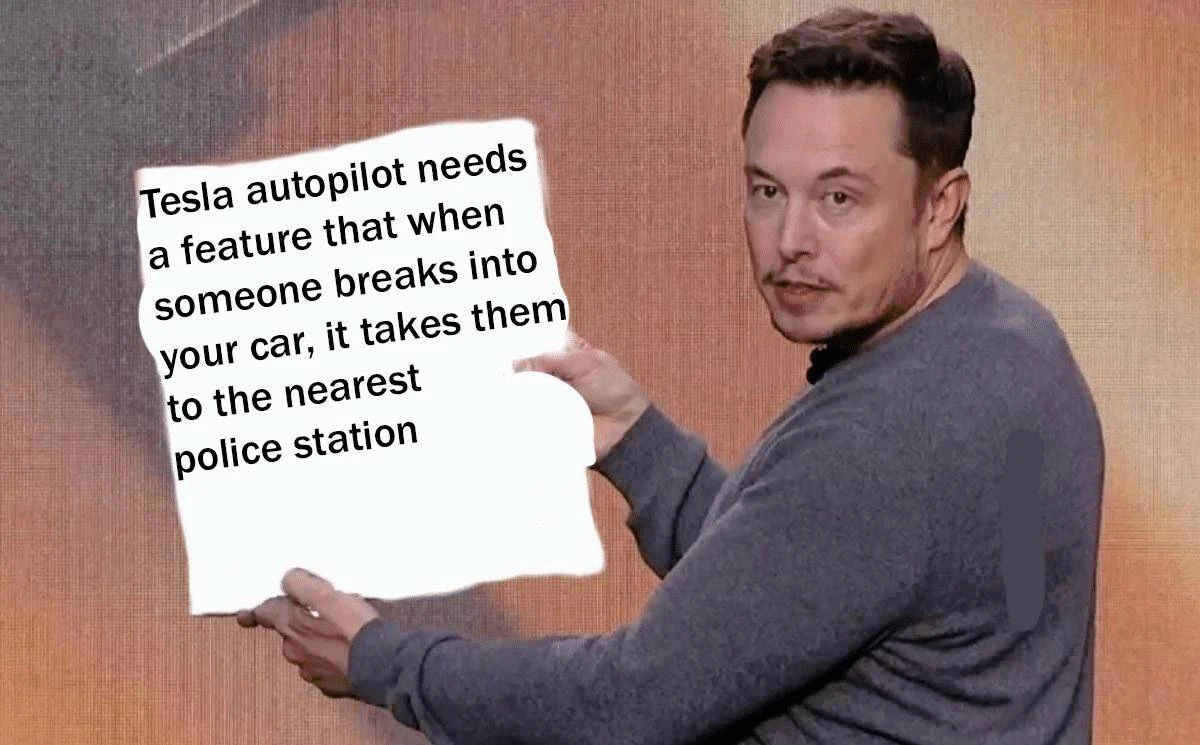 Tesla autopilot needs
a feature that when
someone breaks into
your car, it takes them
to the nearest
police station